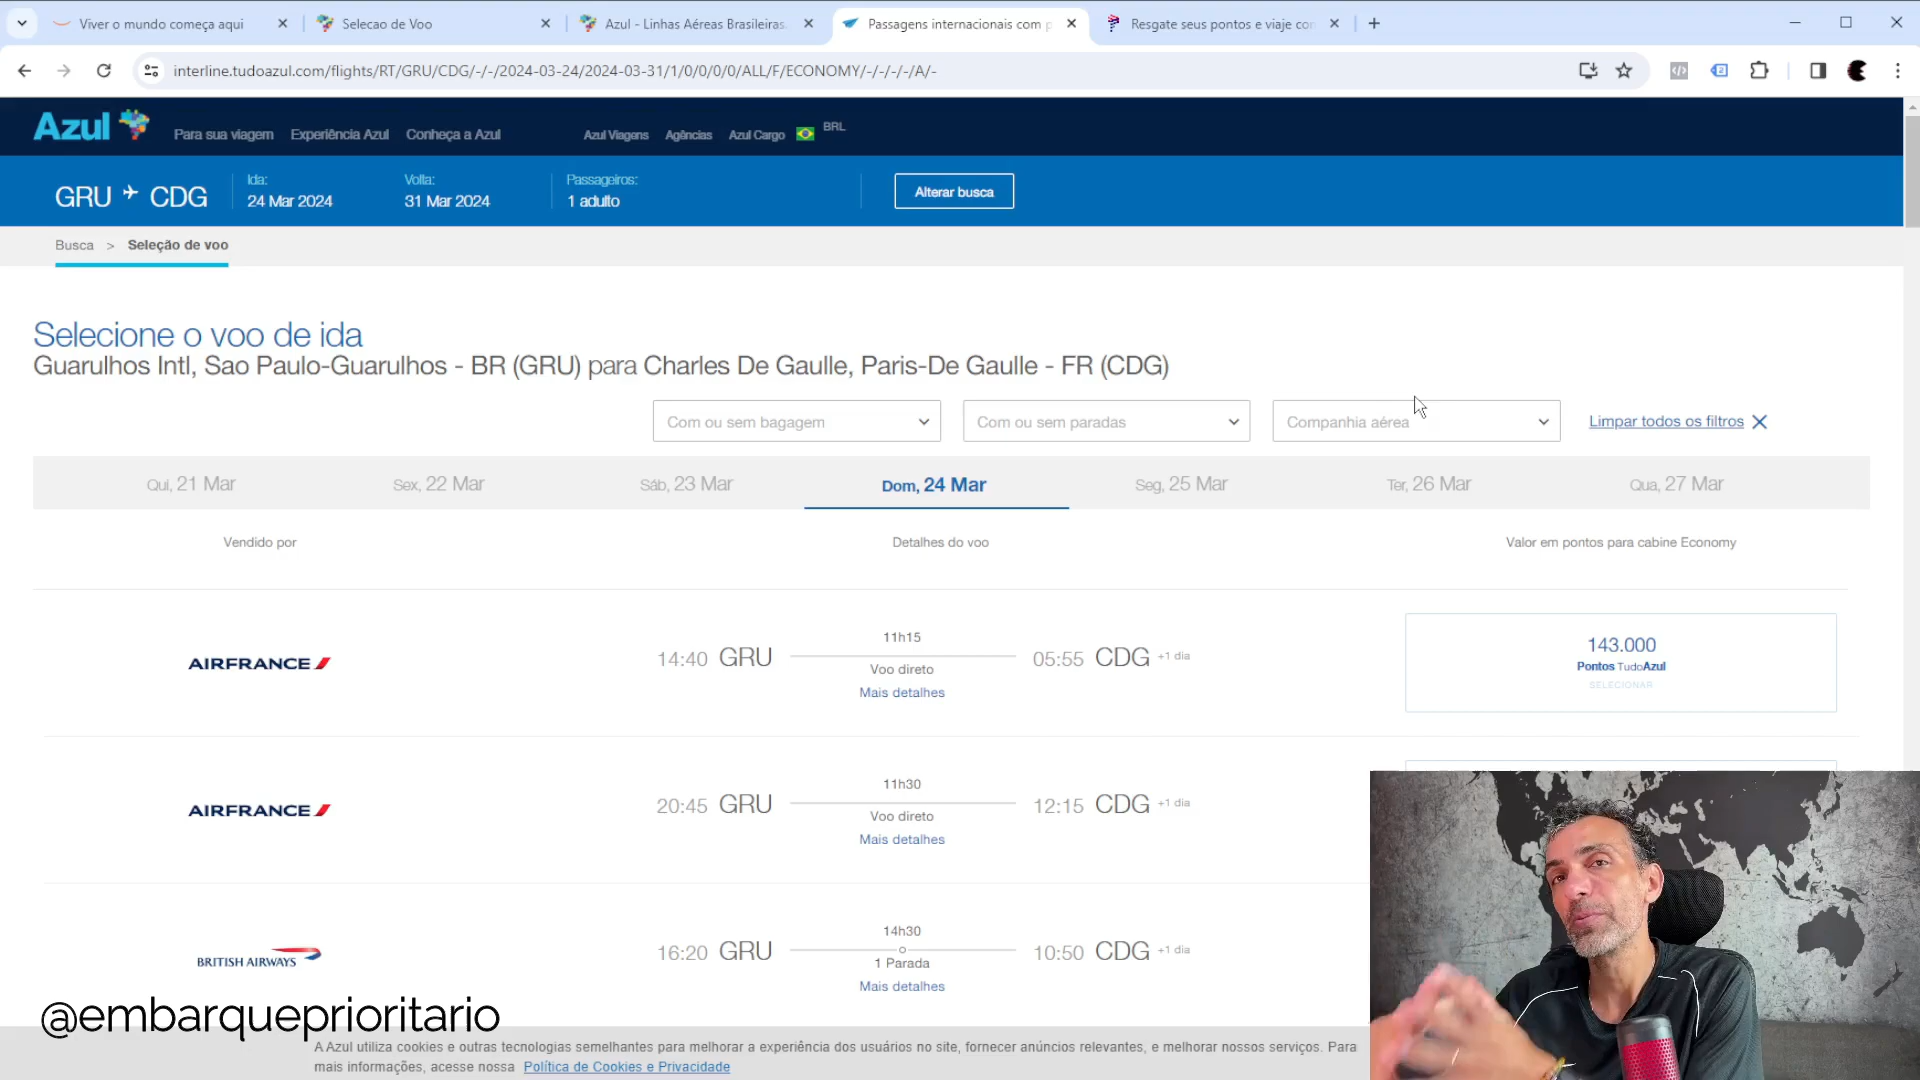 Viver o mundo começa aqui
Selecao de Voo
Azul - Linhas Aéreas Brasileiras.
Passagens internacionais com p
Resgate seus pontos e viaje co
interline.tudoazul.com/flights/RT/GRU/CDG/-/-/2024-03-24/2024-03-31/1/0/0/0/0/ALL/F/ECONOMY/-/-/-/-/A/-
Azul
Para sua viagem
Experiência Azul
Conheça a Azul
Azul Viagens
Agências
Azul Cargo
BRL
GRU CDG
Ida:
24 Mar 2024
Volta:
31 Mar 2024
Passageiros:
1 adulto
Alterar busca
Busca > Seleção de voo
Selecione o voo de ida
Guarulhos Intl, Sao Paulo-Guarulhos - BR (GRU) para Charles De Gaulle, Paris-De Gaulle - FR (CDG)
Com ou sem bagagem
Com ou sem paradas
Companhia aérea
Limpar todos os filtros
Qui, 21 Mar
Sex, 22 Mar
Sáb, 23 Mar
Dom, 24 Mar
Seg, 25 Mar
Ter, 26 Mar
Qua, 27 Mar
Vendido por
Detalhes do voo
Valor em pontos para cabine Economy
AIRFRANCE
14:40 GRU
11h15
Voo direto
Mais detalhes
05:55 CDG +1 dia
143.000
Pontos TudoAzul
SELECIONAR
AIRFRANCE
20:45 GRU
11h30
Voo direto
Mais detalhes
12:15 CDG +1 dia
BRITISH AIRWAYS
16:20 GRU
14h30
1 Parada
Mais detalhes
10:50 CDG +1 dia
@embarqueprioritario
A Azul utiliza cookies e outras tecnologias semelhantes para melhorar a experiência dos usuários no site, fornecer anúncios relevantes, e melhorar nossos serviços. Para
mais informações, acesse nossa Política de Cookies e Privacidade